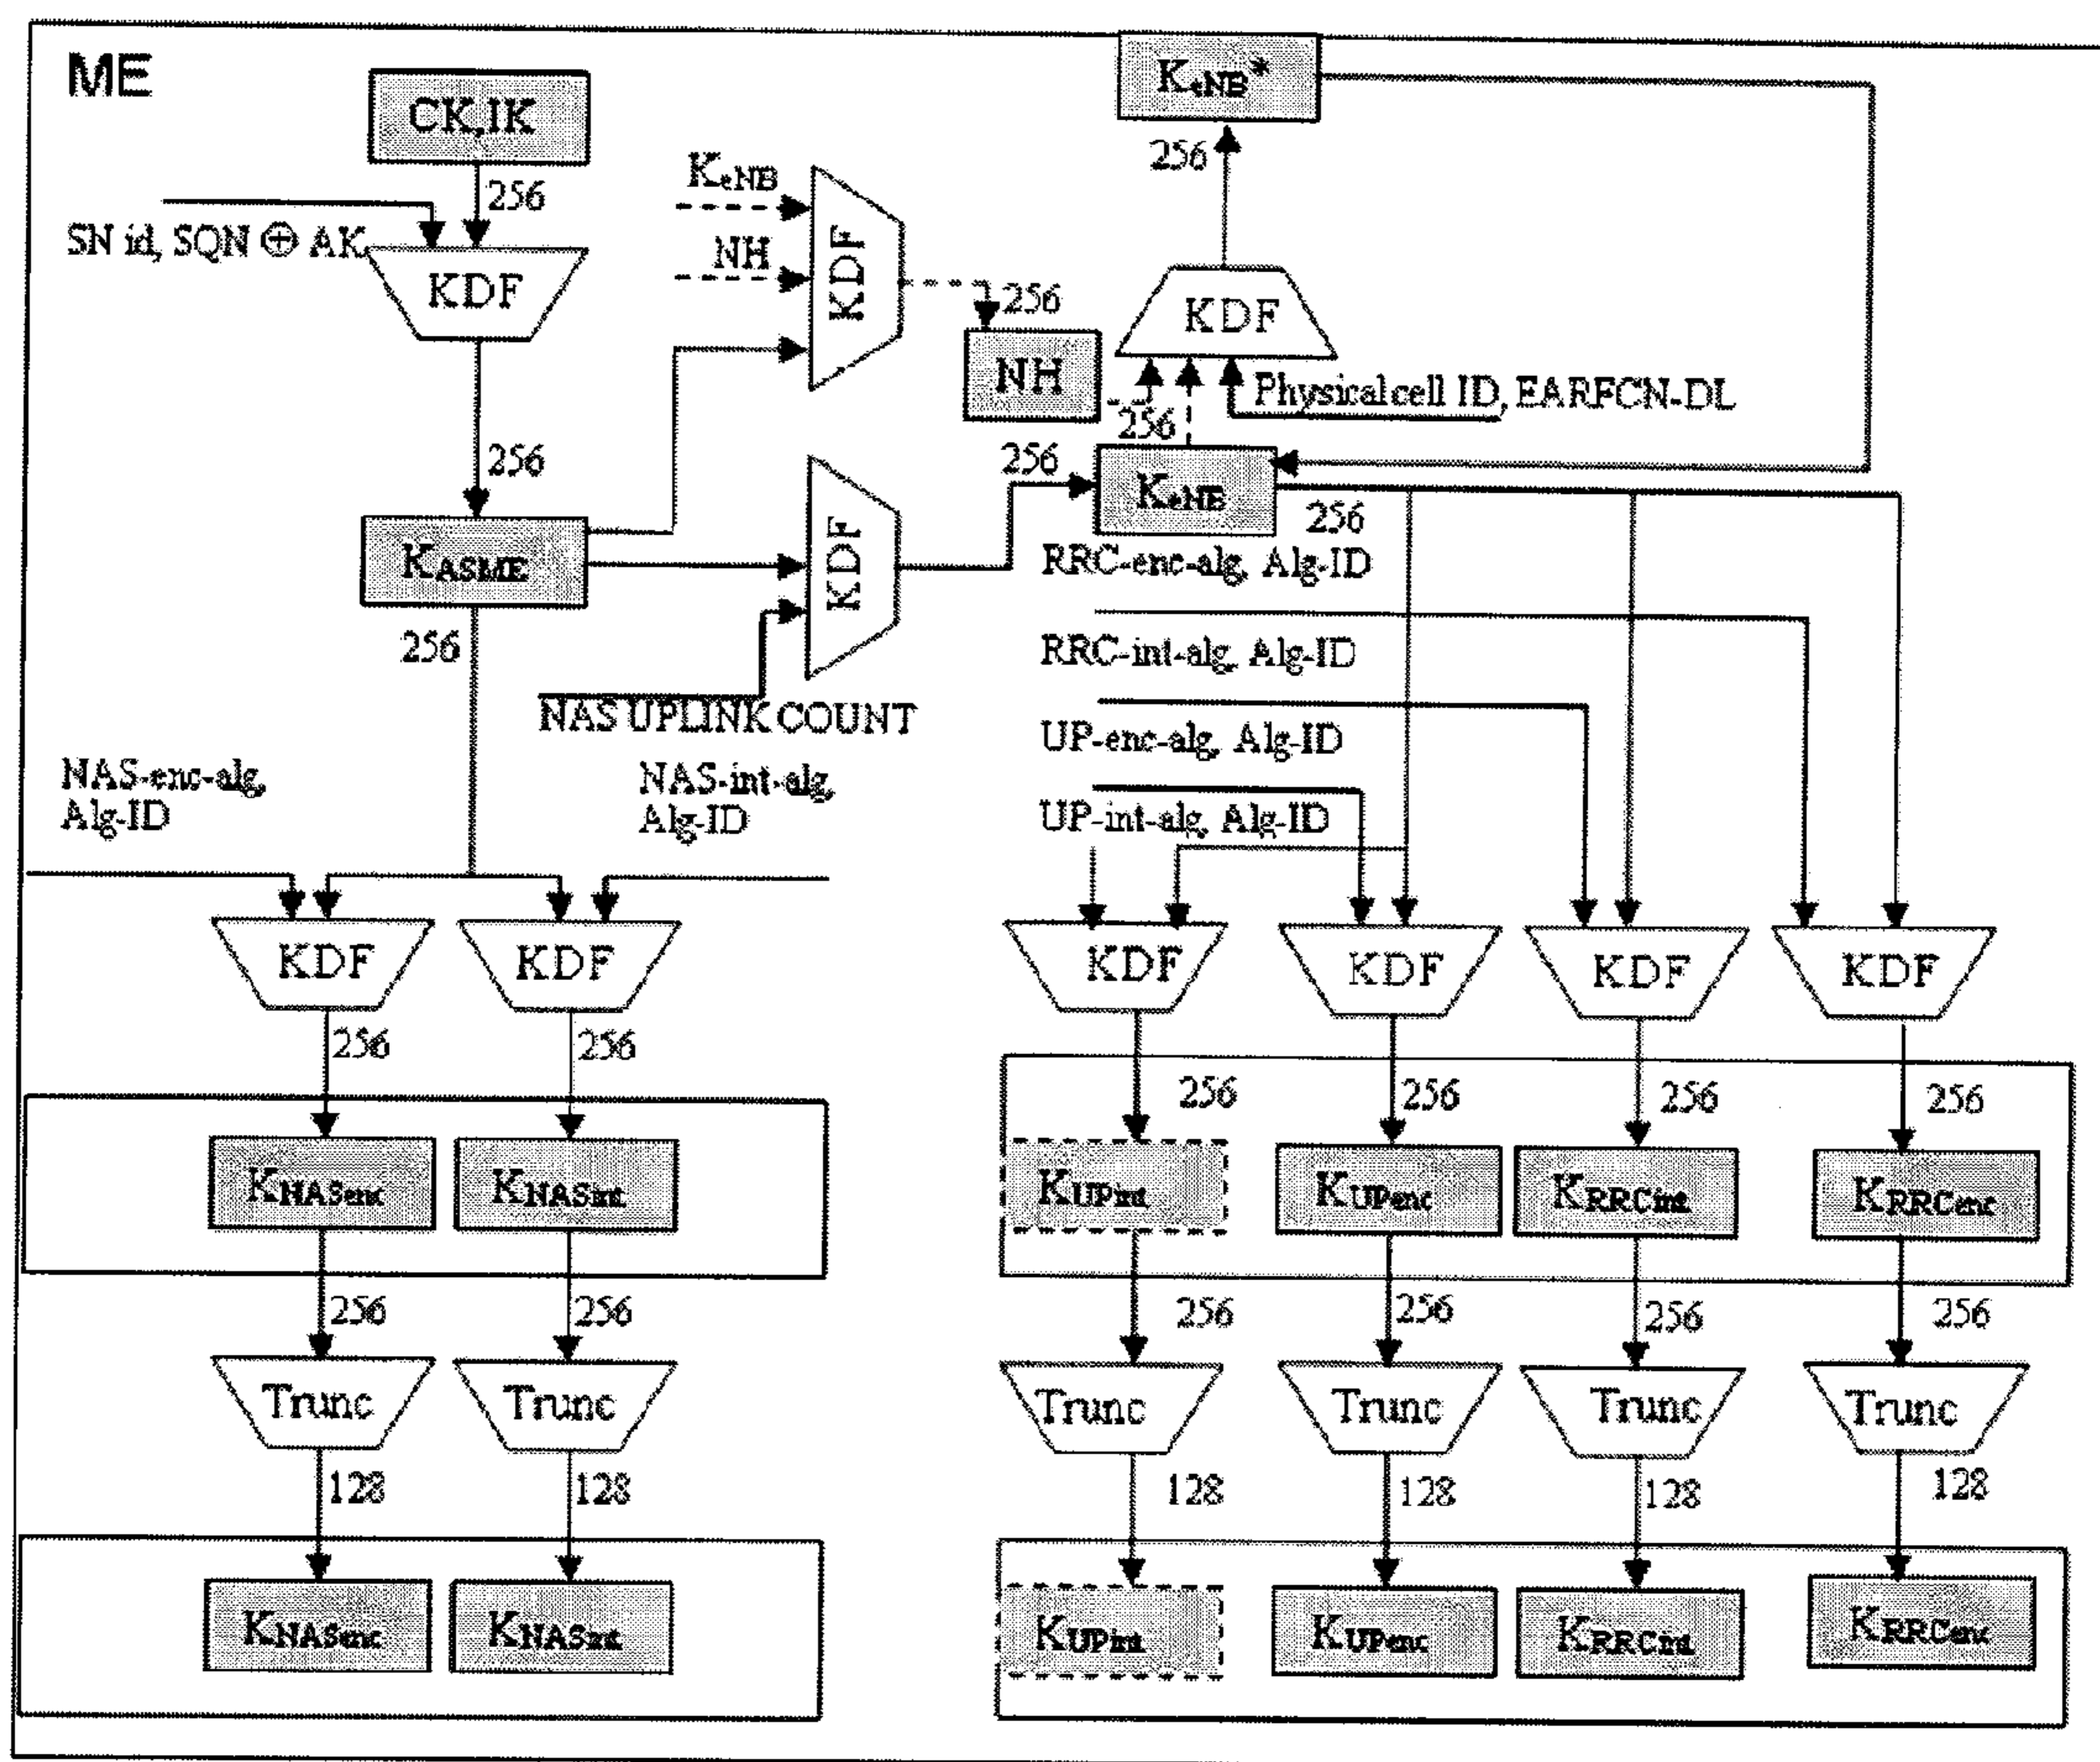 ME
CK,IK
256
SN id, SQN ⊕ AK
KDF
256
KASME
256
KeNB
NH
KDF
256
NH
256
KeNB*
256
KDF
Physical cell ID, EARFCN-DL
KDF
256
KeNB
256
NAS UPLINK COUNT
RRC-enc-alg, Alg-ID
RRC-int-alg, Alg-ID
UP-enc-alg, Alg-ID
UP-int-alg, Alg-ID
NAS-enc-alg,
Alg-ID
NAS-int-alg,
Alg-ID
KDF KDF KDF KDF KDF KDF
256 256 256 256 256 256
KNASenc KNASint KUPint KUPenc KRRCint KRRCenc
256 256 256 256 256 256
Trunc Trunc Trunc Trunc Trunc Trunc
128 128 128 128 128 128
KNASenc KNASint KUPint KUPenc KRRCint KRRCenc